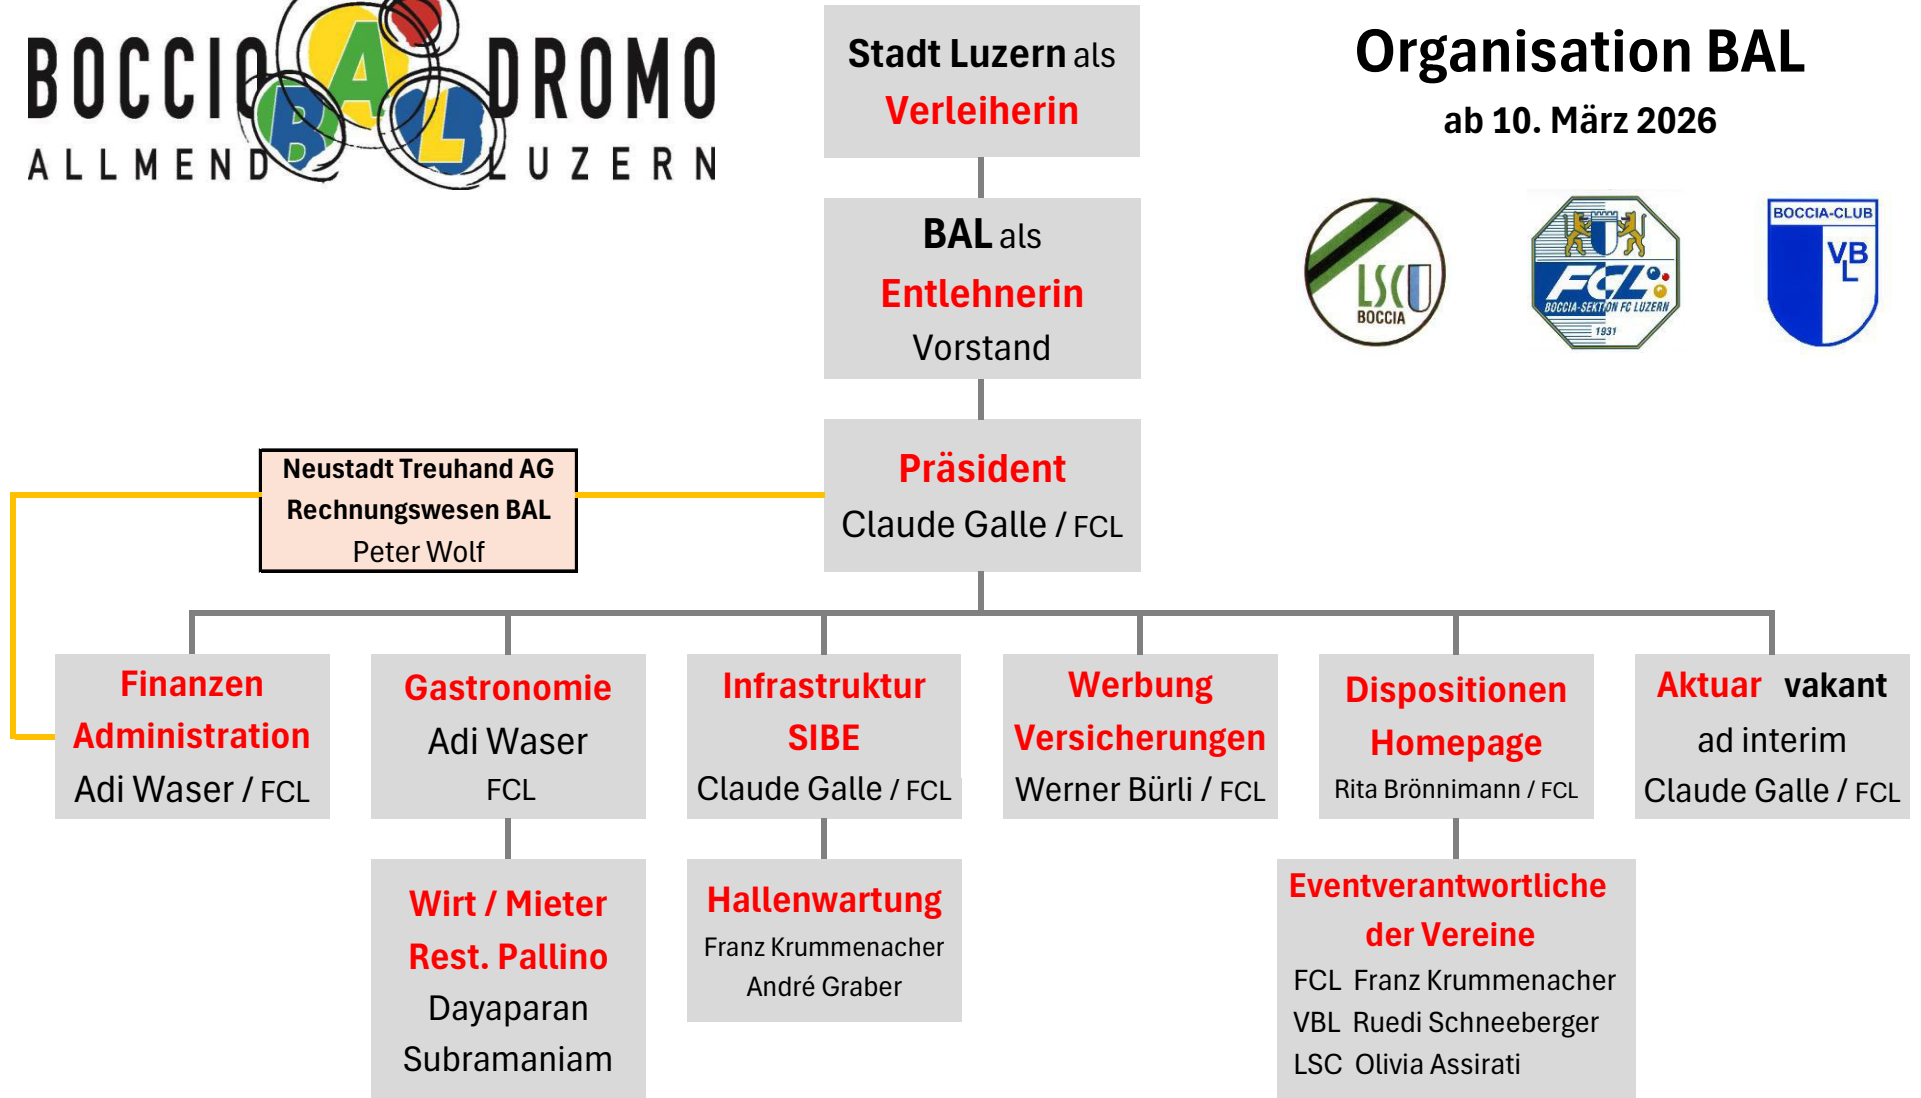 BOCCIO BAL DROMO
ALLMEND LUZERN
Stadt Luzern als
Verleiherin
Organisation BAL
ab 10. März 2026
LSC
BOCCIA
FCL
BOCCIA-SEKTION FC LUZERN
1931
BOCCIA-CLUB
VBL
BAL als
Entlehnerin
Vorstand
Neustadt Treuhand AG
Rechnungswesen BAL
Peter Wolf
Präsident
Claude Galle / FCL
Finanzen
Administration
Adi Waser / FCL
Gastronomie
Adi Waser
FCL
Infrastruktur
SIBE
Claude Galle / FCL
Werbung
Versicherungen
Werner Bürli / FCL
Dispositionen
Homepage
Rita Brönnimann / FCL
Aktuar vakant
ad interim
Claude Galle / FCL
Wirt / Mieter
Rest. Pallino
Dayaparan
Subramaniam
Hallenwartung
Franz Krummenacher
André Graber
Eventverantwortliche
der Vereine
FCL Franz Krummenacher
VBL Ruedi Schneeberger
LSC Olivia Assirati